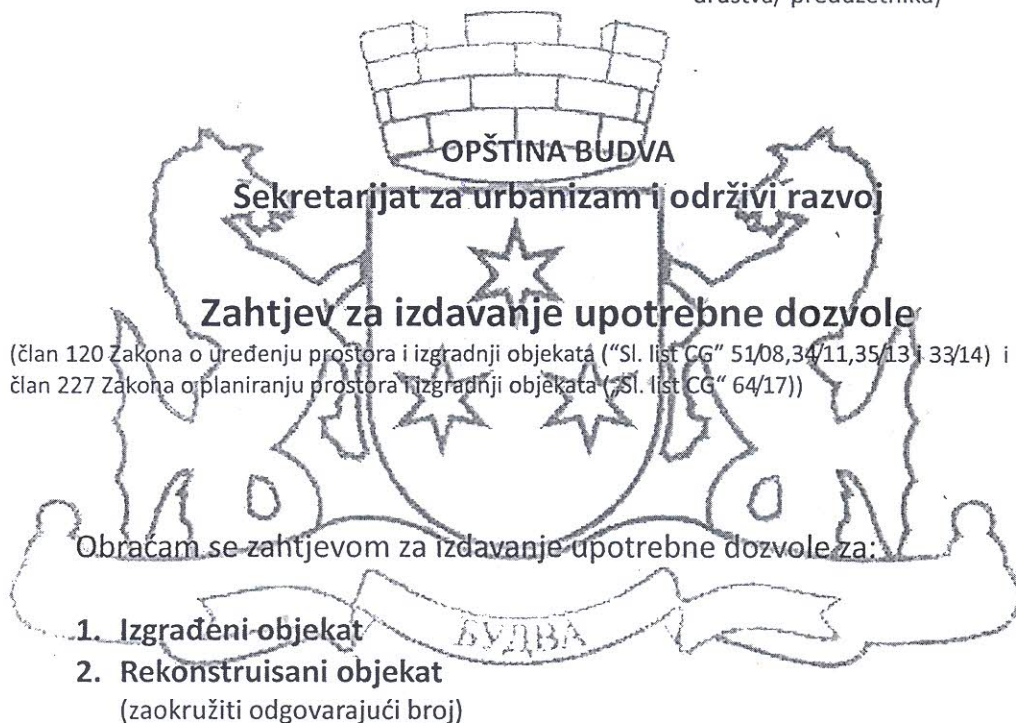 društva/ preduzetnika)
OPŠTINA BUDVA
Sekretarijat za urbanizam i održivi razvoj
Zahtjev za izdavanje upotrebne dozvole
(član 120 Zakona o uređenju prostora i izgradnji objekata ("Sl. list CG" 51/08,34/11,35/13 i 33/14) i
član 227 Zakona o planiranju prostora i izgradnji objekata („Sl. list CG“ 64/17))
Obraćam se zahtjevom za izdavanje upotrebne dozvole za:
1. Izgrađeni objekat
БУДВА
2. Rekonstruisani objekat
(zaokružiti odgovarajući broj)